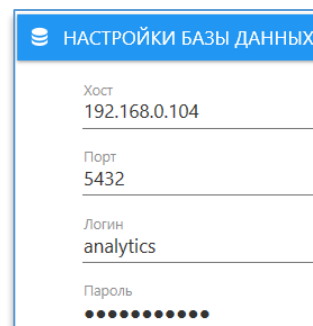 НАСТРОЙКИ БАЗЫ ДАННЫХ
Хост
192.168.0.104
Порт
5432
Логин
analytics
Пароль
●●●●●●●●●●●